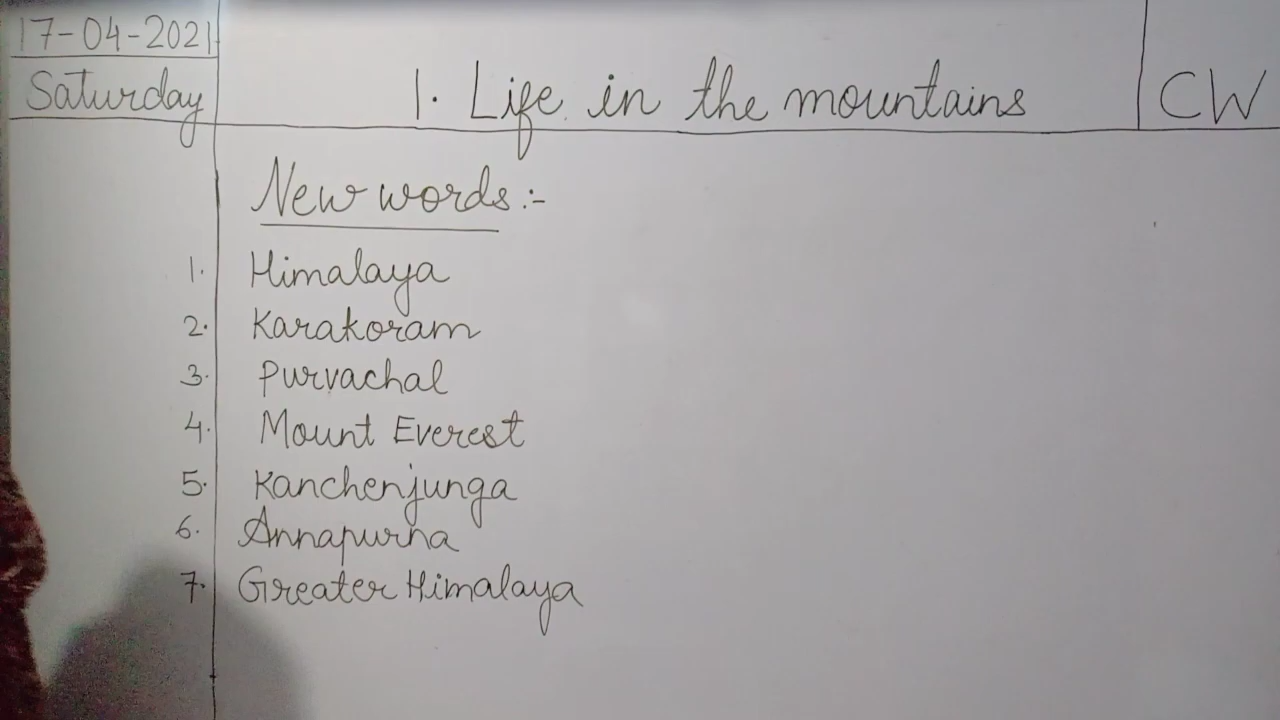 17-04-2021
Saturday
1. Life in the mountains
CW
New words:-
1. Himalaya
2. Karakoram
3. Purvachal
4. Mount Everest
5. Kanchenjunga
6. Annapurna
7. Greater Himalaya